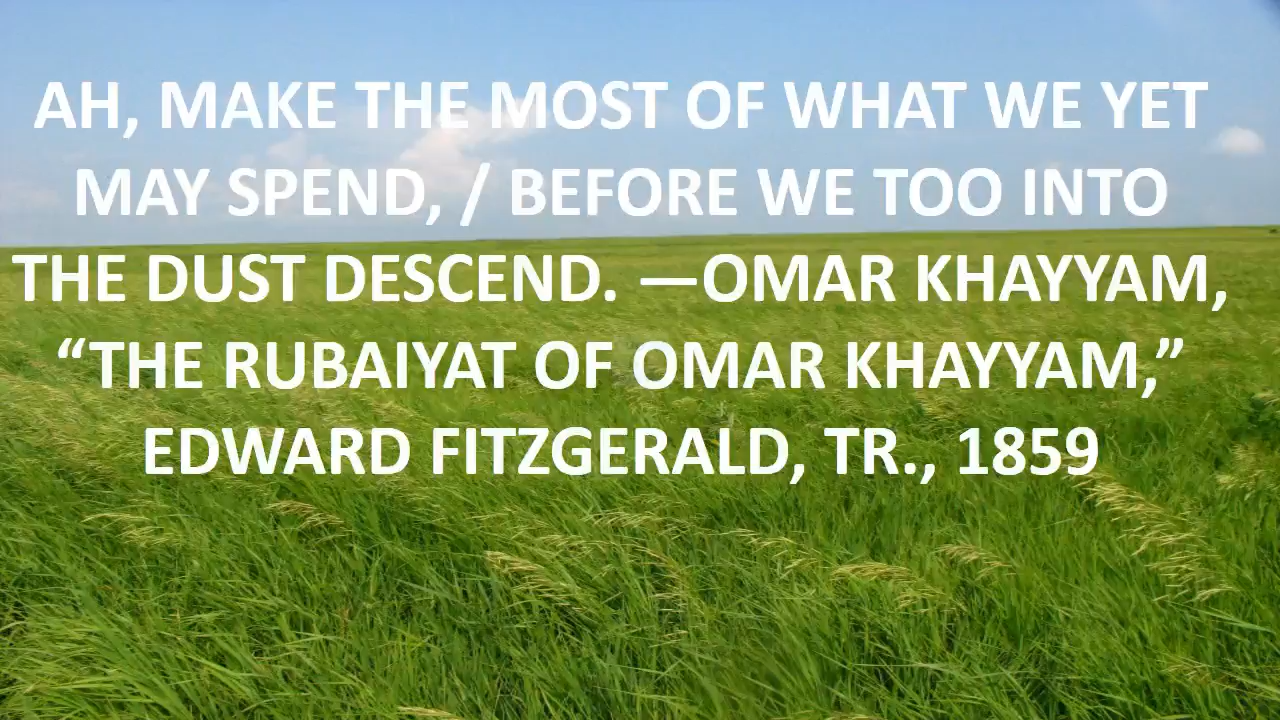 AH, MAKE THE MOST OF WHAT WE YET
MAY SPEND, / BEFORE WE TOO INTO
THE DUST DESCEND. —OMAR KHAYYAM,
“THE RUBAIYAT OF OMAR KHAYYAM,”
EDWARD FITZGERALD, TR., 1859